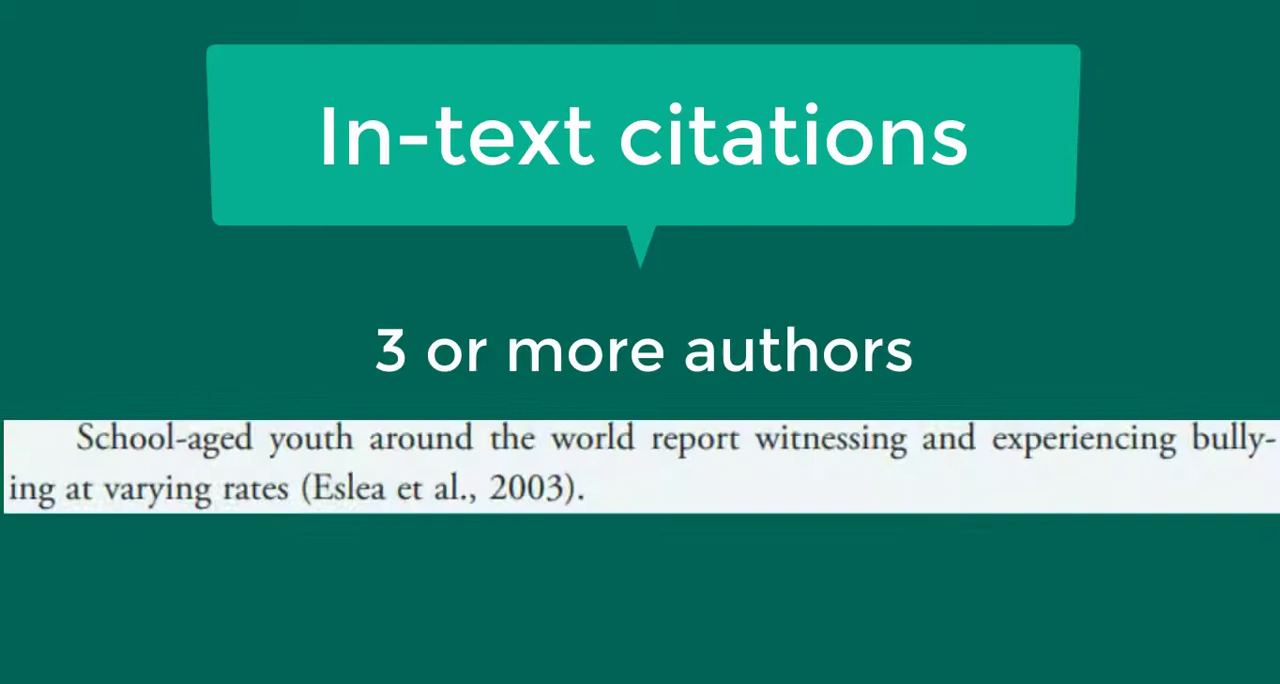 In-text citations
3 or more authors
School-aged youth around the world report witnessing and experiencing bully-
ing at varying rates (Eslea et al., 2003).